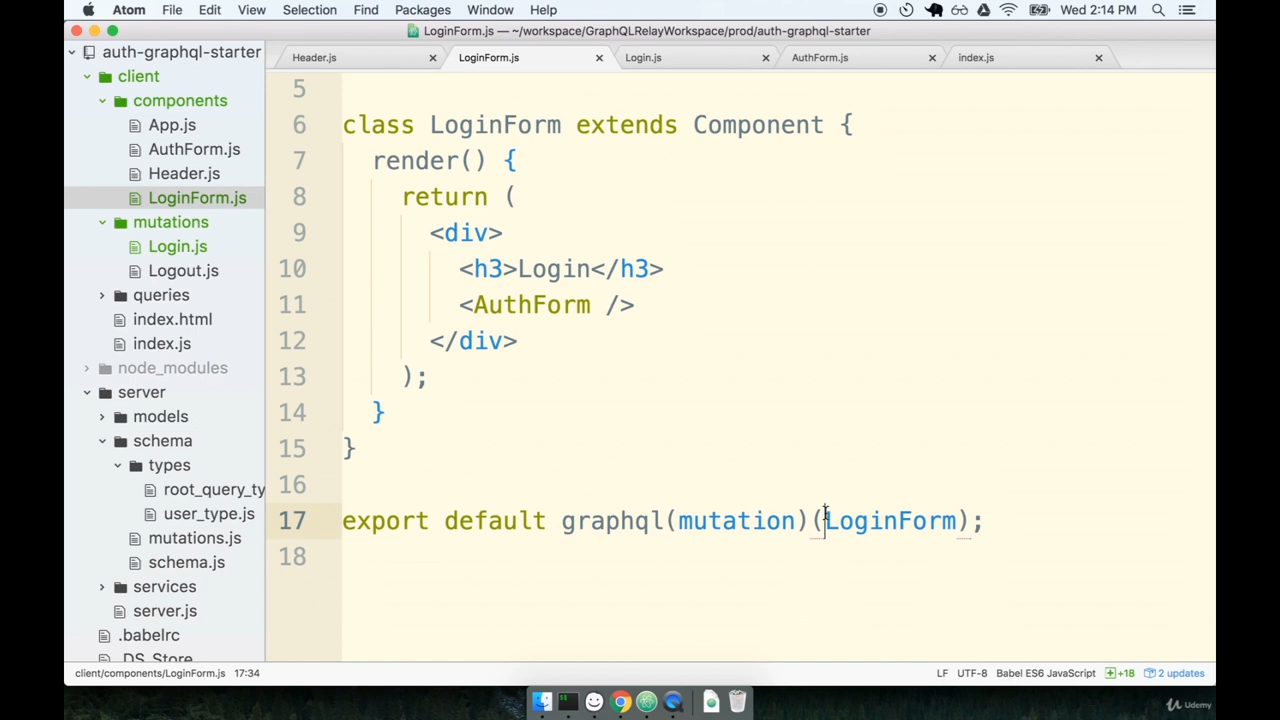 Atom File Edit View Selection Find Packages Window Help Wed 2:14 PM
LoginForm.js — ~/workspace/GraphQLRelayWorkspace/prod/auth-graphql-starter
auth-graphql-starter
client
components
App.js
AuthForm.js
Header.js
LoginForm.js
mutations
Login.js
Logout.js
queries
index.html
index.js
node_modules
server
models
schema
types
root_query_ty
user_type.js
mutations.js
schema.js
services
server.js
.babelrc
.DS_Store
Header.js LoginForm.js Login.js AuthForm.js index.js
5
6 class LoginForm extends Component {
7 render() {
8 return (
9 <div>
10 <h3>Login</h3>
11 <AuthForm />
12 </div>
13 );
14 }
15 }
16
17 export default graphql(mutation)(LoginForm);
18
client/components/LoginForm.js 17:34 LF UTF-8 Babel ES6 JavaScript +18 2 updates
Udemy